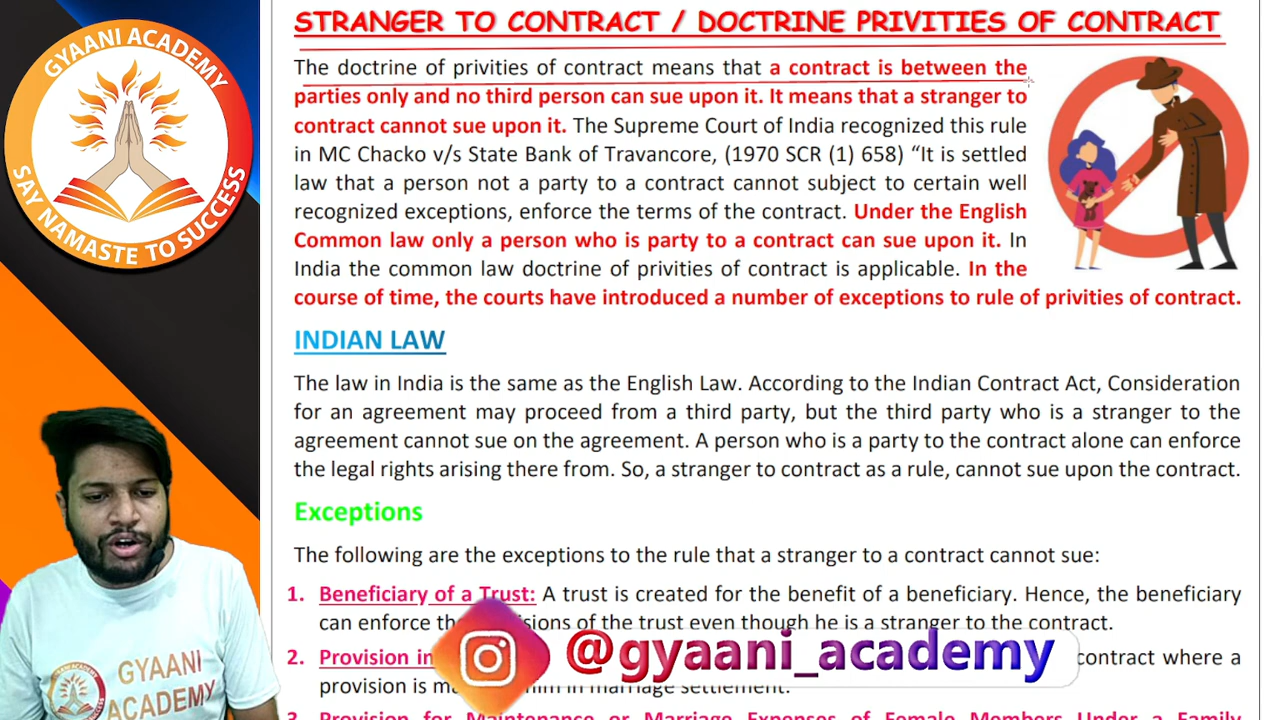 GYAANI ACADEMY
SAY NAMASTE TO SUCCESS
STRANGER TO CONTRACT / DOCTRINE PRIVITIES OF CONTRACT
The doctrine of privities of contract means that a contract is between the
parties only and no third person can sue upon it. It means that a stranger to
contract cannot sue upon it. The Supreme Court of India recognized this rule
in MC Chacko v/s State Bank of Travancore, (1970 SCR (1) 658) “It is settled
law that a person not a party to a contract cannot subject to certain well
recognized exceptions, enforce the terms of the contract. Under the English
Common law only a person who is party to a contract can sue upon it. In
India the common law doctrine of privities of contract is applicable. In the
course of time, the courts have introduced a number of exceptions to rule of privities of contract.
INDIAN LAW
The law in India is the same as the English Law. According to the Indian Contract Act, Consideration
for an agreement may proceed from a third party, but the third party who is a stranger to the
agreement cannot sue on the agreement. A person who is a party to the contract alone can enforce
the legal rights arising there from. So, a stranger to contract as a rule, cannot sue upon the contract.
Exceptions
The following are the exceptions to the rule that a stranger to a contract cannot sue:
1. Beneficiary of a Trust: A trust is created for the benefit of a beneficiary. Hence, the beneficiary
can enforce of the trust even though he is a stranger to the contract.
2. Provision contract where a
provision is in marriage settlement.
3. Provision for Maintenance or Marriage Expenses of Female Members Under a Family
@gyaani_academy
GYAANI
ACADEMY